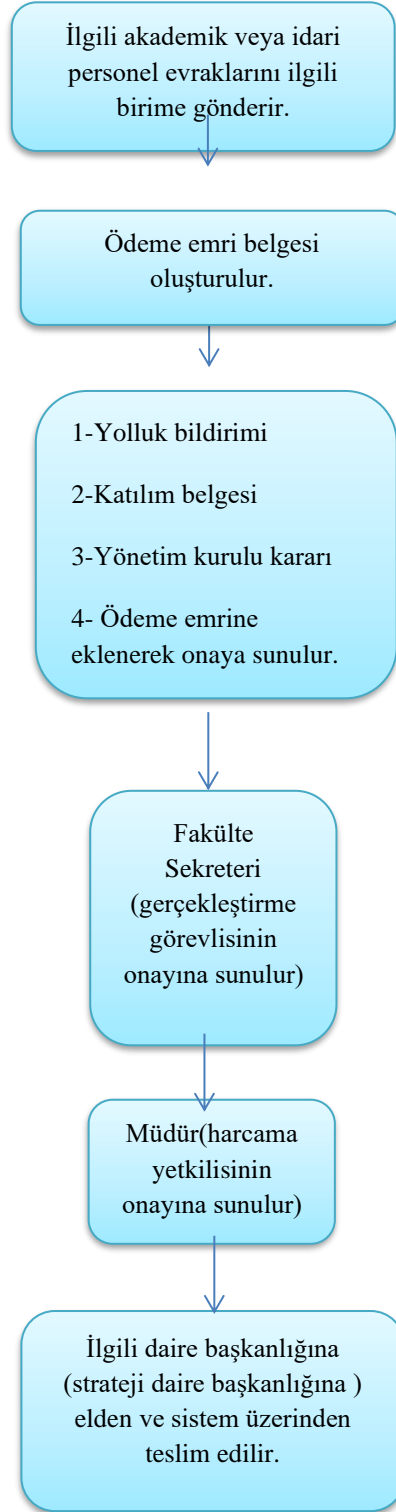 İlgili akademik veya idari
personel evraklarını ilgili
birime gönderir.
Ödeme emri belgesi
oluşturulur.
1-Yolluk bildirimi
2-Katılım belgesi
3-Yönetim kurulu kararı
4- Ödeme emrine
eklenerek onaya sunulur.
Fakülte
Sekreteri
(gerçekleştirme
görevlisinin
onayına sunulur)
Müdür(harcama
yetkilisinin
onayına sunulur)
İlgili daire başkanlığına
(strateji daire başkanlığına )
elden ve sistem üzerinden
teslim edilir.